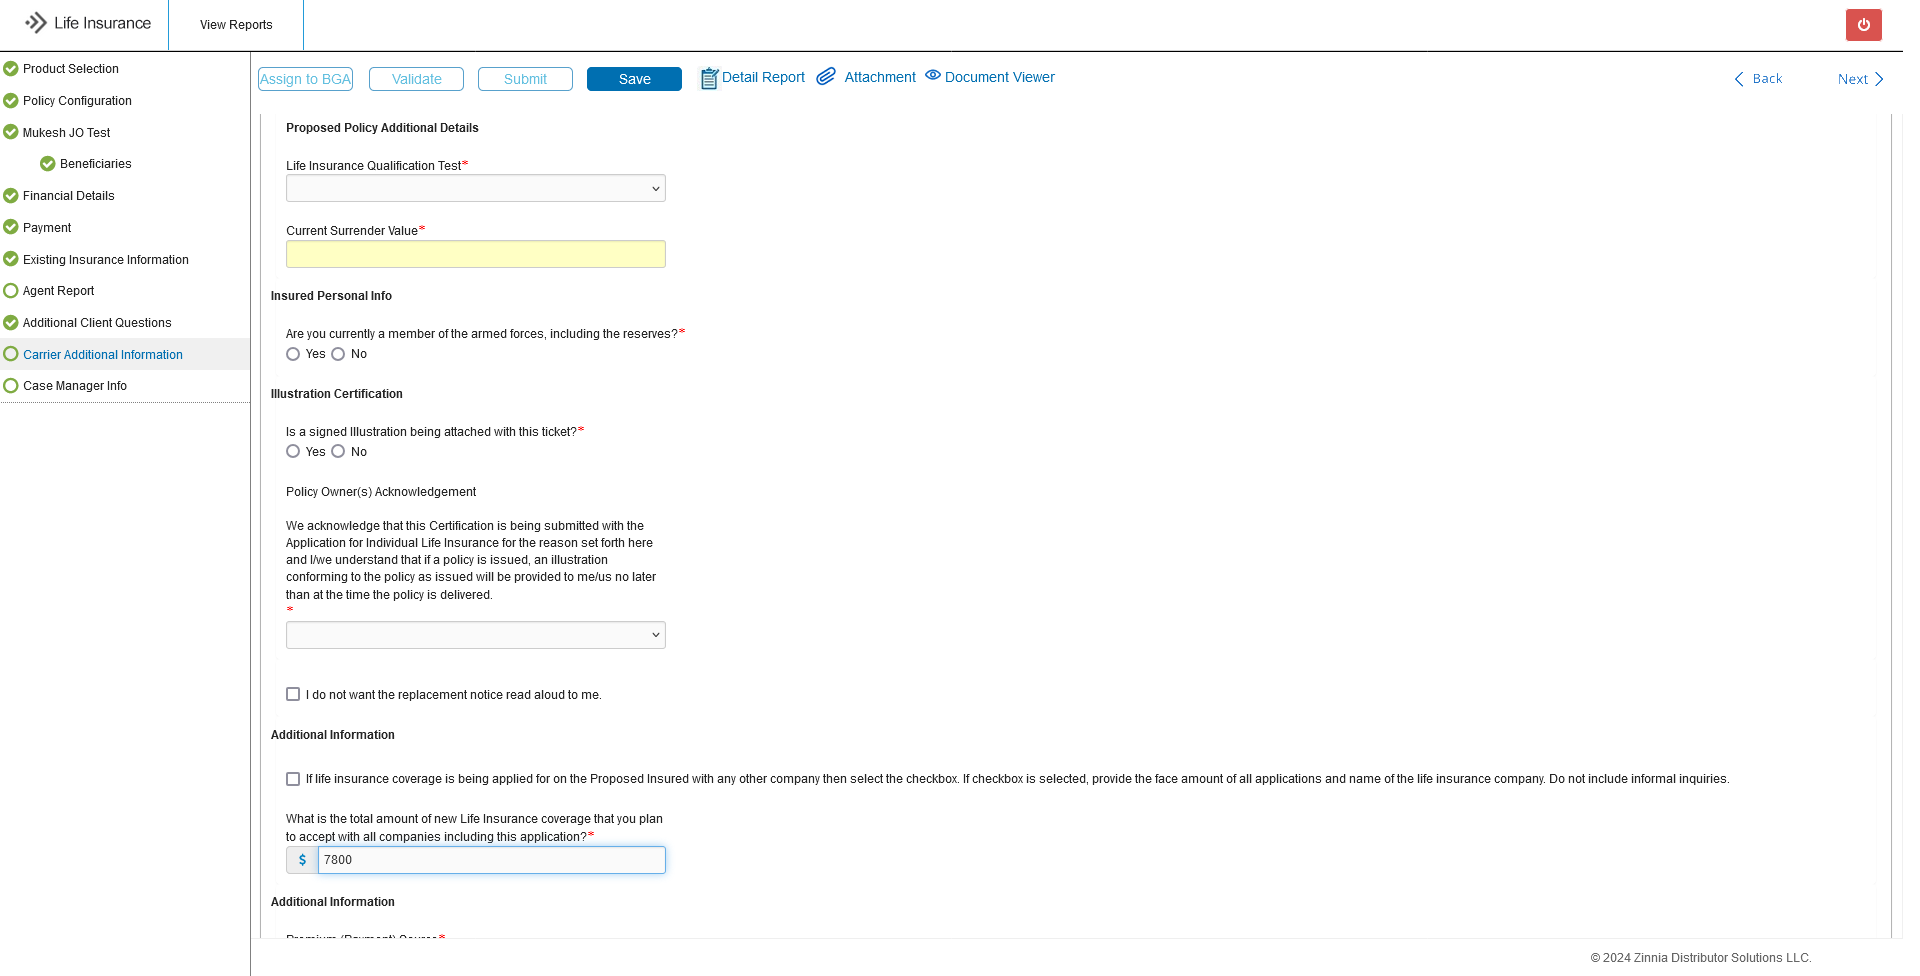 Life Insurance
View Reports
Product Selection
Policy Configuration
Mukesh JO Test
Beneficiaries
Financial Details
Payment
Existing Insurance Information
Agent Report
Additional Client Questions
Carrier Additional Information
Case Manager Info
Assign to BGA
Validate
Submit
Save
Detail Report
Attachment
Document Viewer
Back
Next
Proposed Policy Additional Details
Life Insurance Qualification Test*
Current Surrender Value*
Insured Personal Info
Are you currently a member of the armed forces, including the reserves?*
Yes No
Illustration Certification
Is a signed Illustration being attached with this ticket?*
Yes No
Policy Owner(s) Acknowledgement
We acknowledge that this Certification is being submitted with the
Application for Individual Life Insurance for the reason set forth here
and I/we understand that if a policy is issued, an illustration
conforming to the policy as issued will be provided to me/us no later
than at the time the policy is delivered.
*
I do not want the replacement notice read aloud to me.
Additional Information
If life insurance coverage is being applied for on the Proposed Insured with any other company then select the checkbox. If checkbox is selected, provide the face amount of all applications and name of the life insurance company. Do not include informal inquiries.
What is the total amount of new Life Insurance coverage that you plan
to accept with all companies including this application?*
$ 7800
Additional Information
Premium (Payment) Source*
© 2024 Zinnia Distributor Solutions LLC.